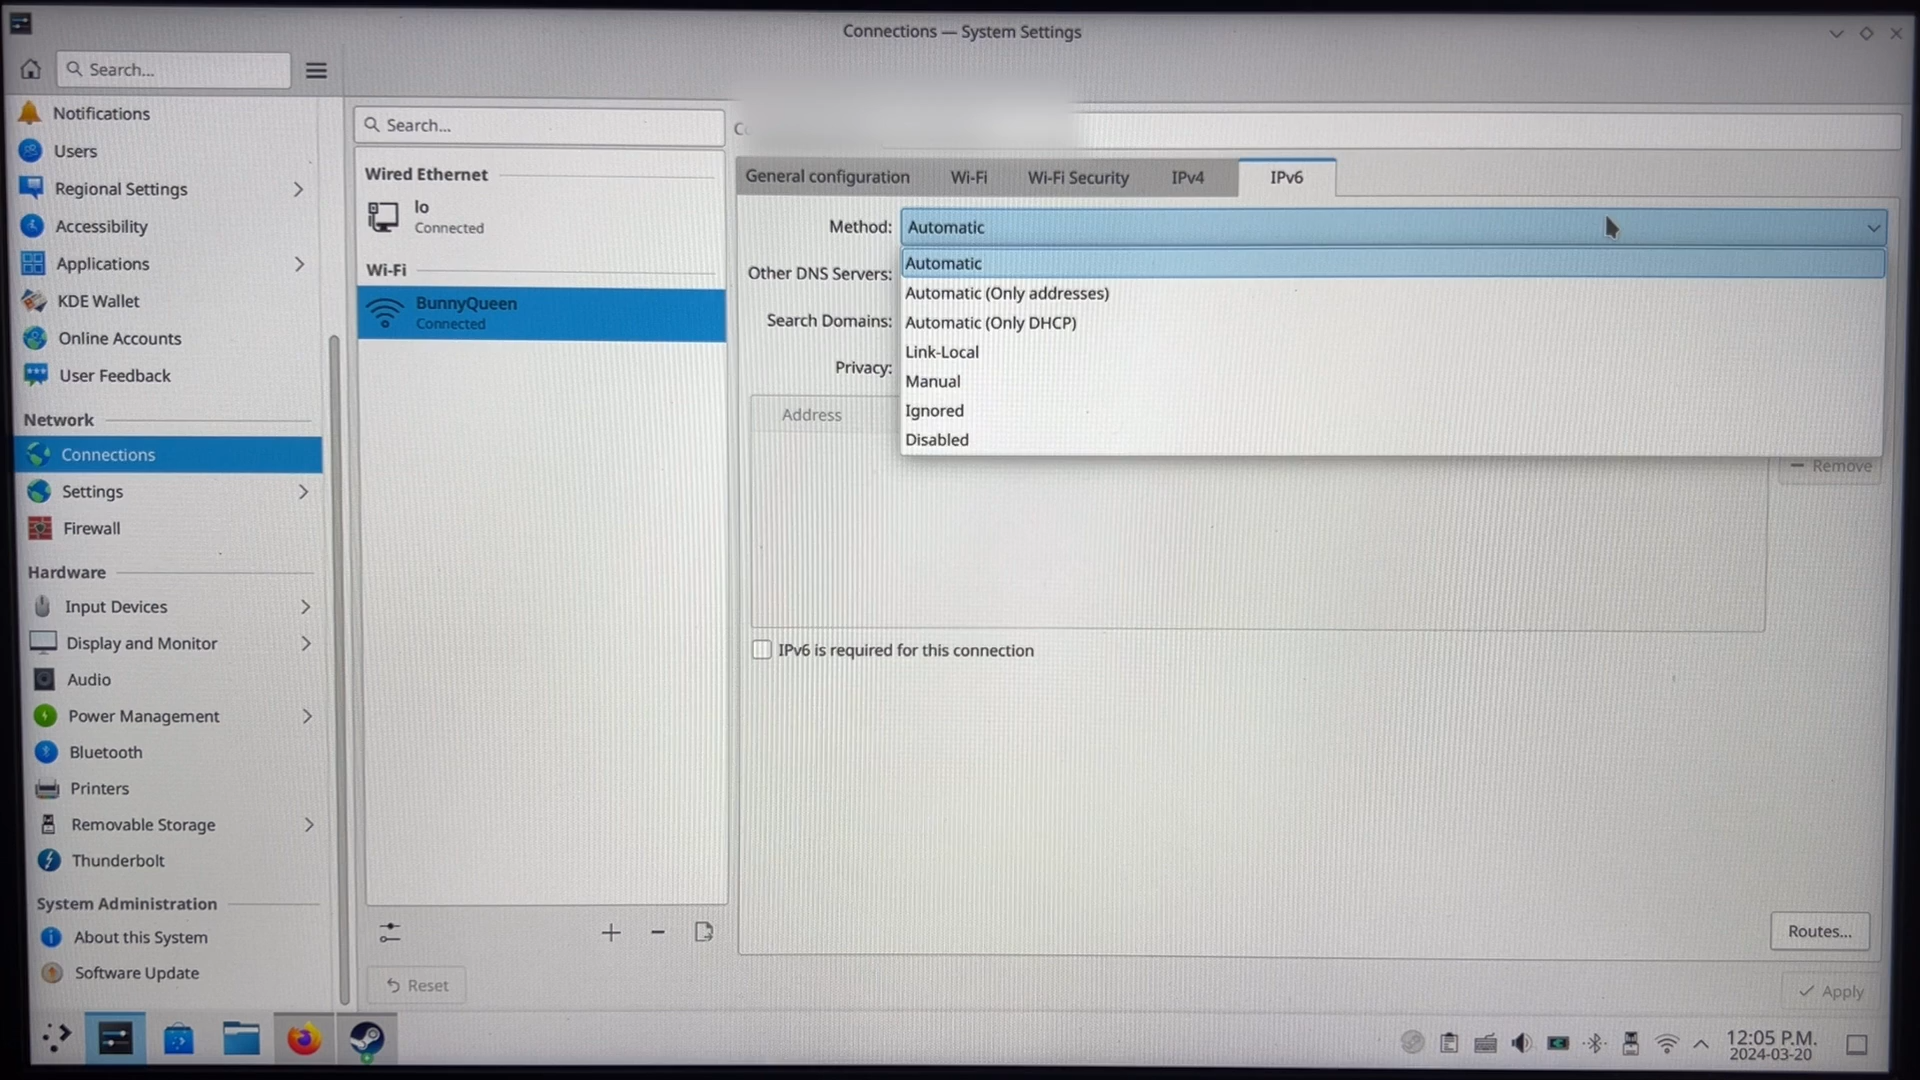 Connections — System Settings
Search...
Notifications
Users
Regional Settings
Accessibility
Applications
KDE Wallet
Online Accounts
User Feedback
Network
Connections
Settings
Firewall
Hardware
Input Devices
Display and Monitor
Audio
Power Management
Bluetooth
Printers
Removable Storage
Thunderbolt
System Administration
About this System
Software Update
Search...
Wired Ethernet
lo
Connected
Wi-Fi
BunnyQueen
Connected
Reset
General configuration
Wi-Fi
Wi-Fi Security
IPv4
IPv6
Method:
Automatic
Automatic
Other DNS Servers:
Automatic (Only addresses)
Search Domains:
Automatic (Only DHCP)
Link-Local
Privacy:
Manual
Address
Ignored
Disabled
Remove
IPv6 is required for this connection
Routes...
Apply
12:05 P.M.
2024-03-20